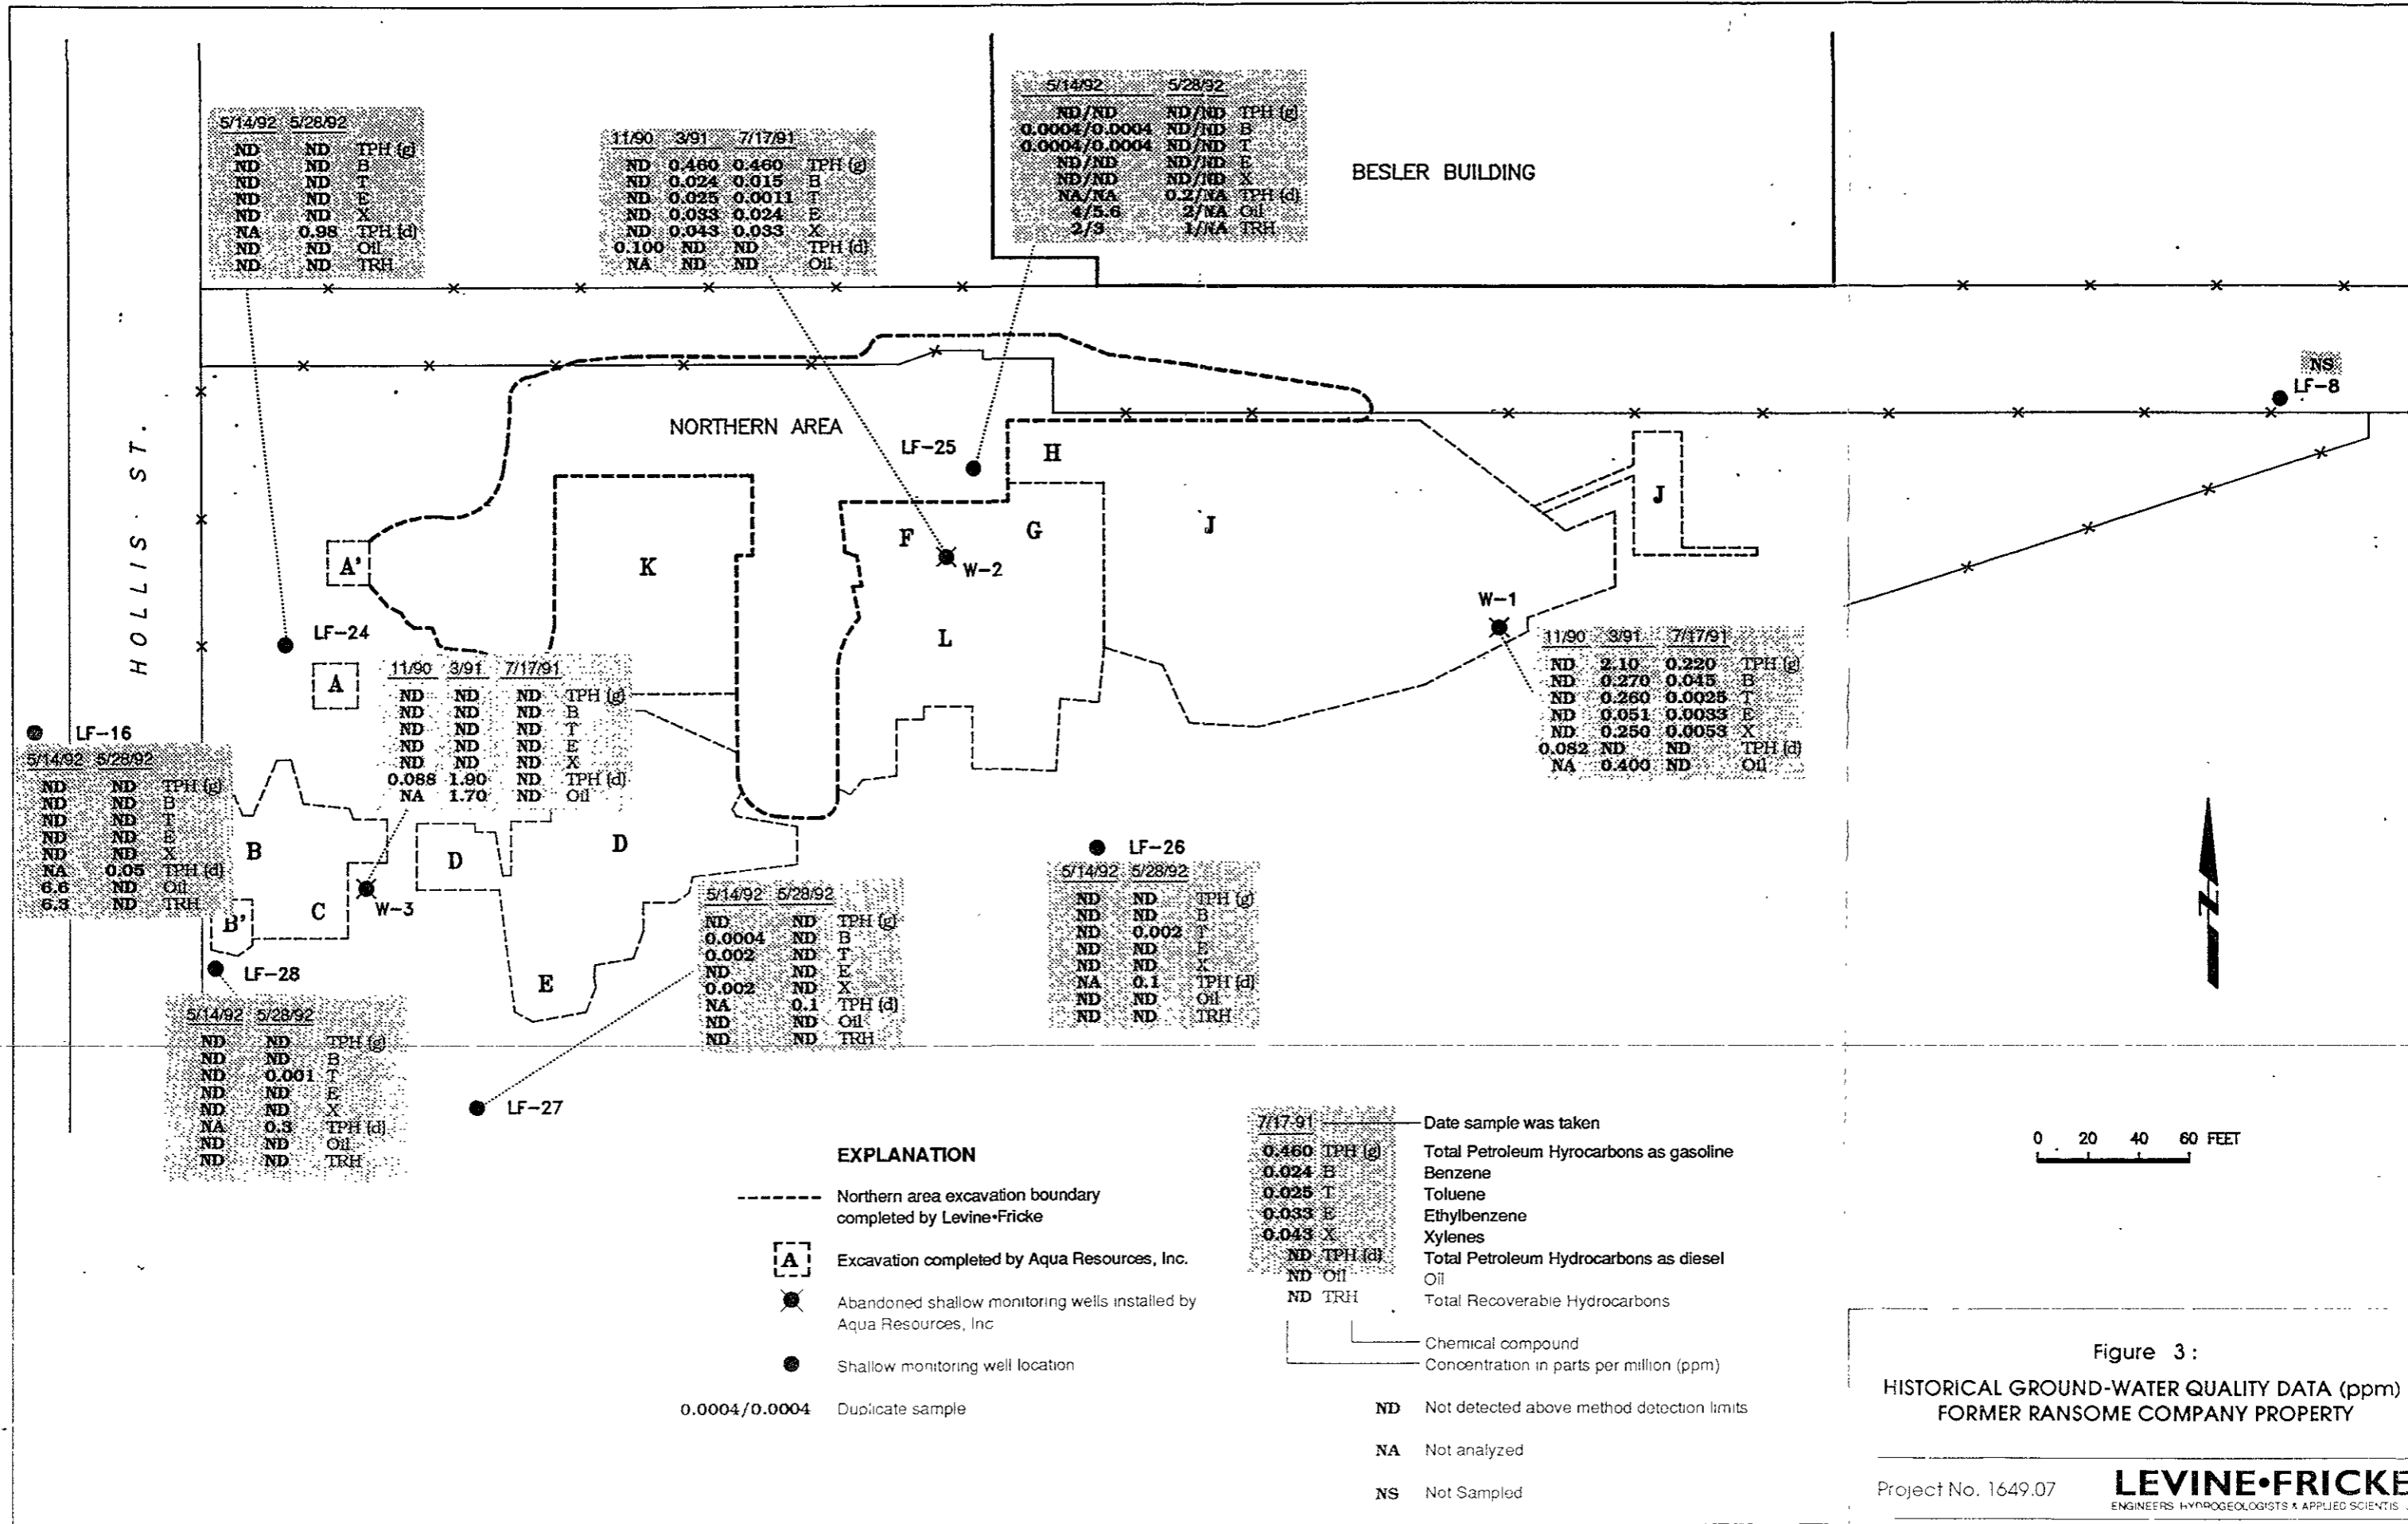 5/14/92 5/28/92
ND ND TPH (g)
ND ND B
ND ND T
ND ND E
ND ND X
NA 0.98 TPH (d)
ND ND Oil
ND ND TRH
11/90 3/91 7/17/91
ND 0.460 0.460 TPH (g)
ND 0.024 0.015 B
ND 0.025 0.0011 T
ND 0.033 0.024 E
ND 0.043 0.033 X
0.100 ND ND TPH (d)
NA ND ND Oil
5/14/92 5/28/92
ND/ND ND/ND TPH (g)
0.0004/0.0004 ND/ND B
0.0004/0.0004 ND/ND T
ND/ND ND/ND E
ND/ND ND/ND X
NA/NA 0.2/NA TPH (d)
4/5.6 2/NA Oil
2/3 1/NA TRH
BESLER BUILDING
NS
LF-8
HOLLIS ST.
NORTHERN AREA
LF-25
H
J
J
A'
K
F
G
W-2
L
LF-24
A
W-1
11/90 3/91 7/17/91
ND 2.10 0.220 TPH (g)
ND 0.270 0.045 B
ND 0.260 0.0025 T
ND 0.051 0.0033 E
ND 0.250 0.0053 X
0.082 ND ND TPH (d)
NA 0.400 ND Oil
11/90 3/91 7/17/91
ND ND ND TPH (g)
ND ND ND B
ND ND ND T
ND ND ND E
ND ND ND X
0.088 1.90 ND TPH (d)
NA 1.70 ND Oil
LF-16
5/14/92 5/28/92
ND ND TPH (g)
ND ND B
ND ND T
ND ND E
ND ND X
NA 0.05 TPH (d)
6.6 ND Oil
6.3 ND TRH
B
C
B'
W-3
D
D
E
LF-26
5/14/92 5/28/92
ND ND TPH (g)
ND ND B
ND 0.002 T
ND ND E
ND ND X
NA 0.1 TPH (d)
ND ND Oil
ND ND TRH
5/14/92 5/28/92
ND ND TPH (g)
0.0004 ND B
0.002 ND T
ND ND E
0.002 ND X
NA 0.1 TPH (d)
ND ND Oil
ND ND TRH
LF-27
LF-28
5/14/92 5/28/92
ND ND TPH (g)
ND ND B
ND 0.001 T
ND ND E
ND ND X
NA 0.3 TPH (d)
ND ND Oil
ND ND TRH
N
0 20 40 60 FEET
EXPLANATION
Northern area excavation boundary
completed by Levine•Fricke
A Excavation completed by Aqua Resources, Inc.
Abandoned shallow monitoring wells installed by
Aqua Resources, Inc
Shallow monitoring well location
0.0004/0.0004 Duplicate sample
7/17-91 Date sample was taken
0.460 TPH (g) Total Petroleum Hyrocarbons as gasoline
0.024 B Benzene
0.025 T Toluene
0.033 E Ethylbenzene
0.043 X Xylenes
ND TPH (d) Total Petroleum Hydrocarbons as diesel
ND Oil Oil
ND TRH Total Recoverable Hydrocarbons
Chemical compound
Concentration in parts per million (ppm)
ND Not detected above method detection limits
NA Not analyzed
NS Not Sampled
Figure 3 :
HISTORICAL GROUND-WATER QUALITY DATA (ppm)
FORMER RANSOME COMPANY PROPERTY
Project No. 1649.07
LEVINE•FRICKE
ENGINEERS HYDROGEOLOGISTS & APPLIED SCIENTIS